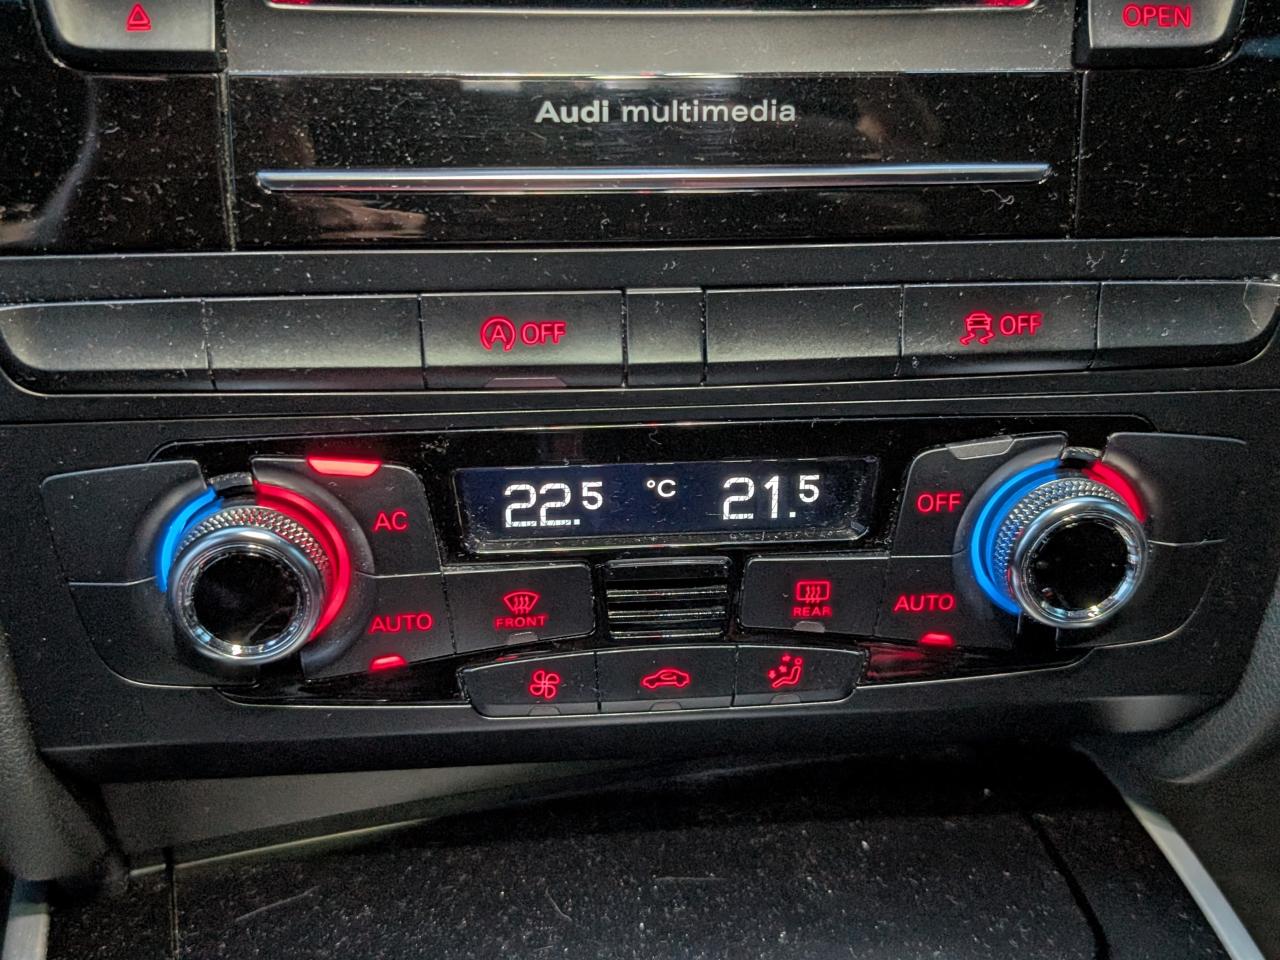 OPEN
Audi multimedia
A OFF
OFF
22.5 °C 21.5
AC
OFF
AUTO
FRONT
REAR
AUTO